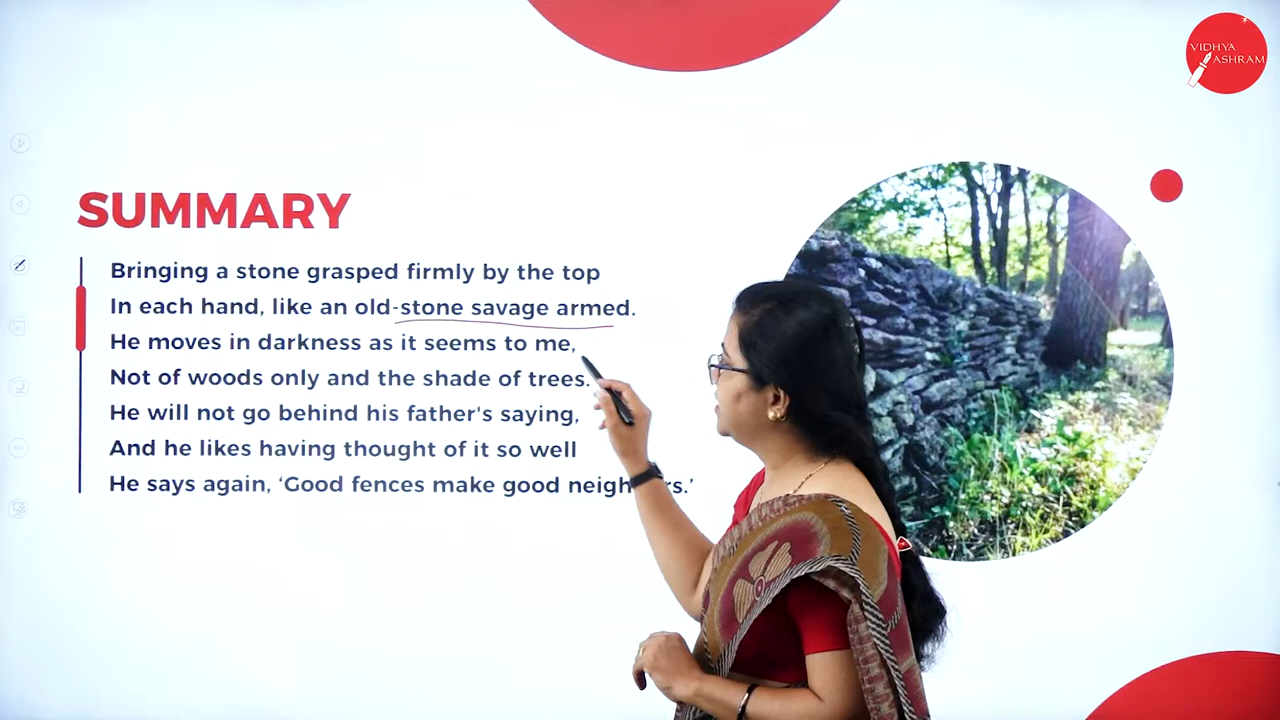 VIDHYA
ASHRAM
SUMMARY
Bringing a stone grasped firmly by the top
In each hand, like an old-stone savage armed.
He moves in darkness as it seems to me,
Not of woods only and the shade of trees.
He will not go behind his father's saying,
And he likes having thought of it so well
He says again, ‘Good fences make good